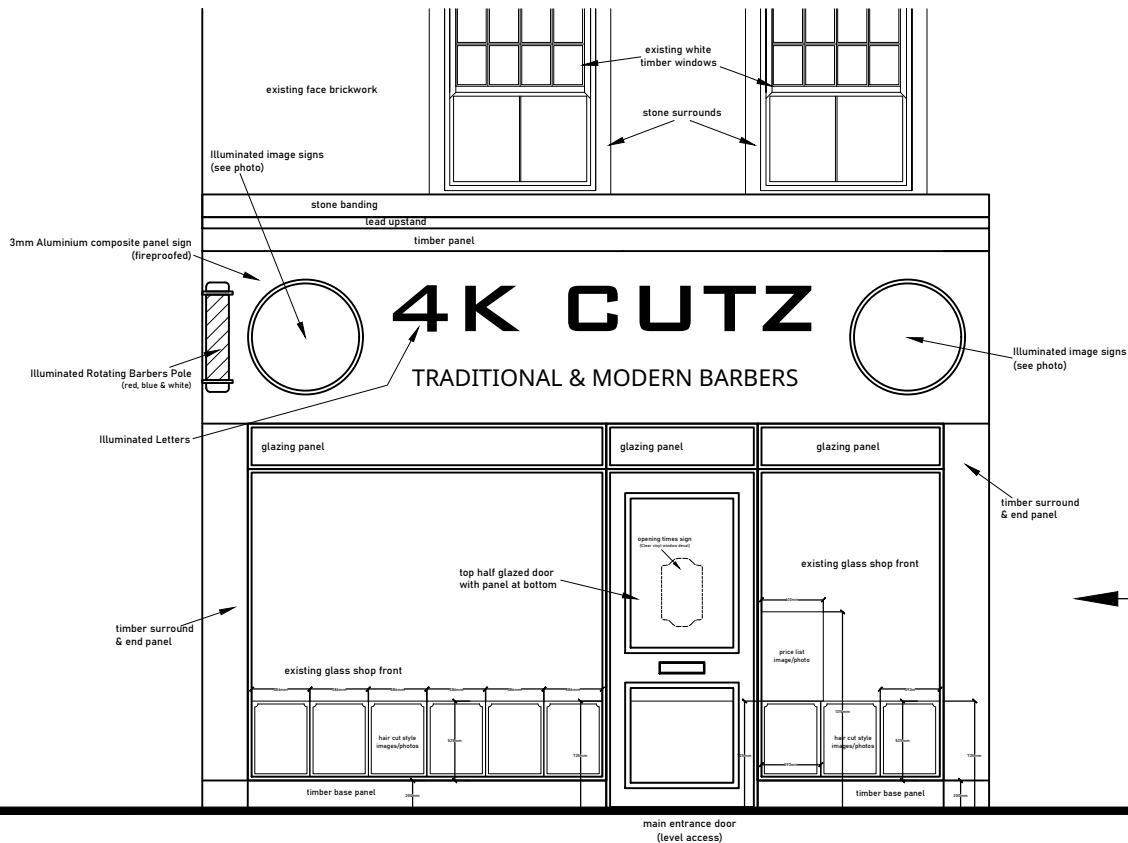 existing white
timber windows
existing face brickwork
stone surrounds
Illuminated image signs
(see photo)
stone banding
lead upstand
timber panel
3mm Aluminium composite panel sign
(fireproofed)
4K CUTZ
TRADITIONAL & MODERN BARBERS
Illuminated image signs
(see photo)
Illuminated Rotating Barbers Pole
(red, blue & white)
Illuminated Letters
glazing panel
glazing panel
glazing panel
timber surround
& end panel
opening times sign
(Clear vinyl window decal)
top half glazed door
with panel at bottom
existing glass shop front
timber surround
& end panel
price list
image/photo
existing glass shop front
hair cut style
images/photos
hair cut style
images/photos
timber base panel
timber base panel
main entrance door
(level access)